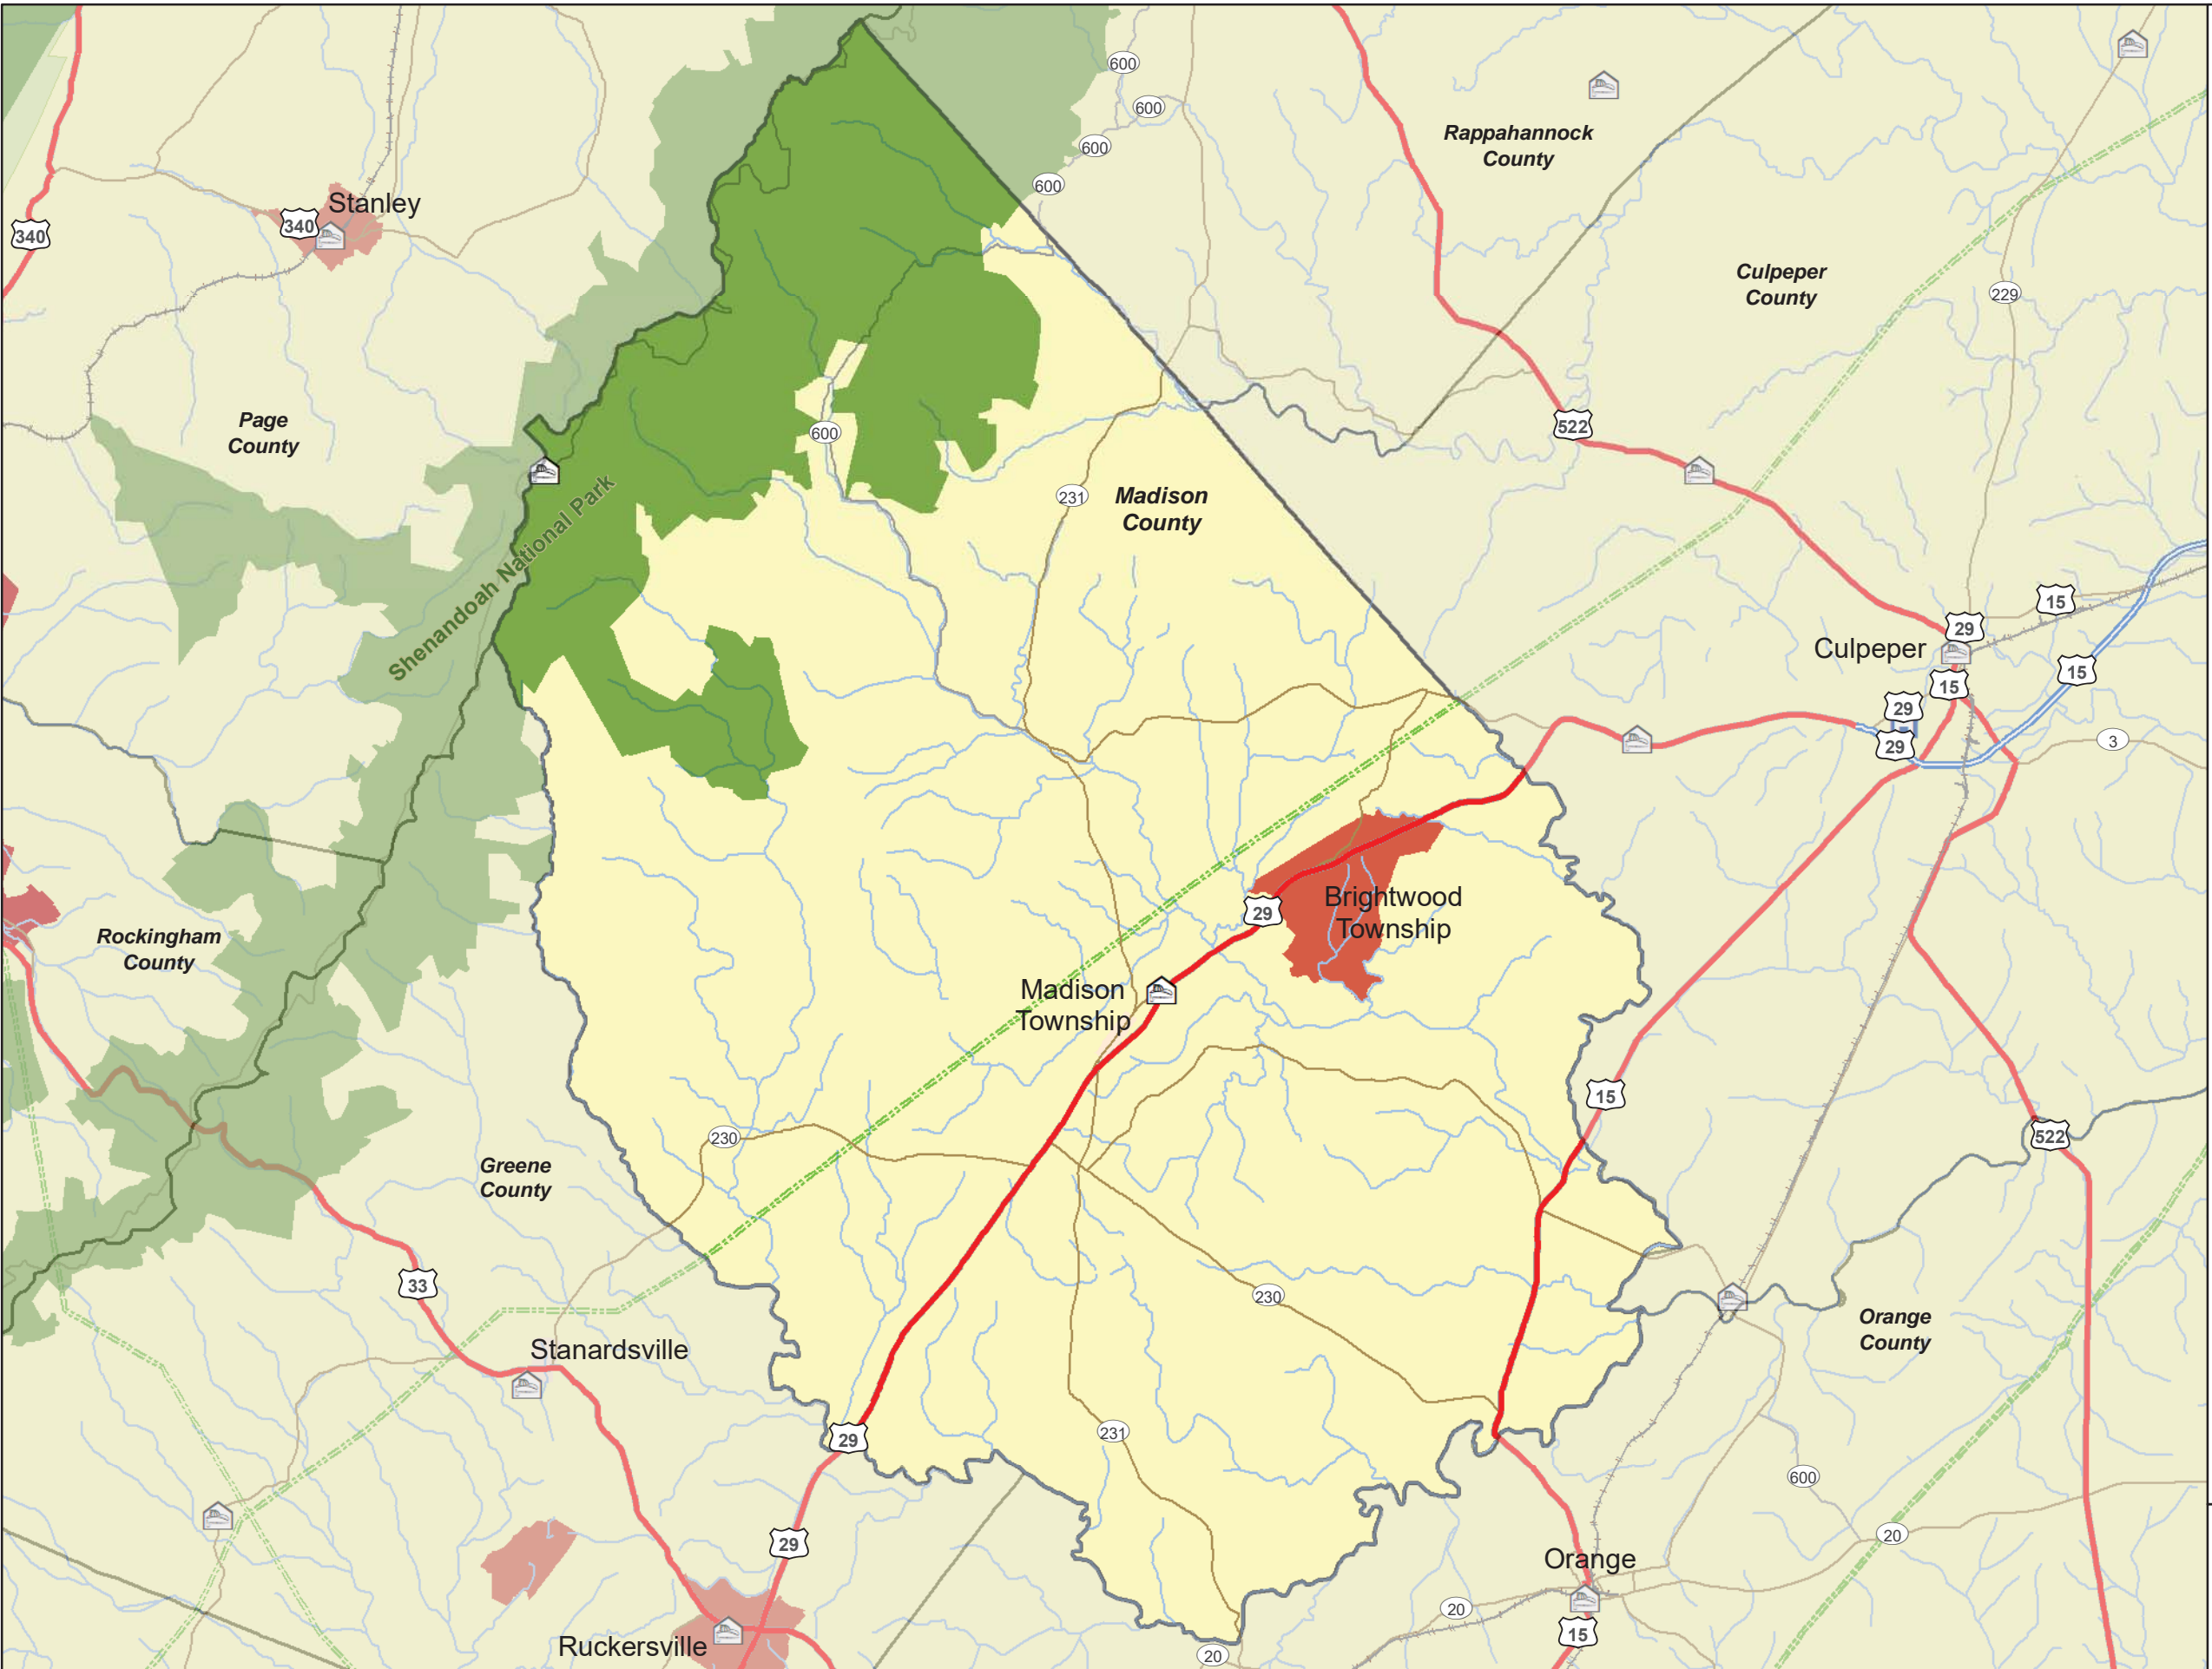 600
600
Rappahannock
County
600
600
Stanley
340
340
Culpeper
County
229
Page
County
522
600
231
Madison
County
Shenandoah National Park
15
29
Culpeper
15
15
29
29
3
Brightwood
Township
29
Rockingham
County
Madison
Township
15
522
230
Greene
County
33
230
Orange
County
Stanardsville
231
29
600
20
29
Orange
20
15
Ruckersville
20